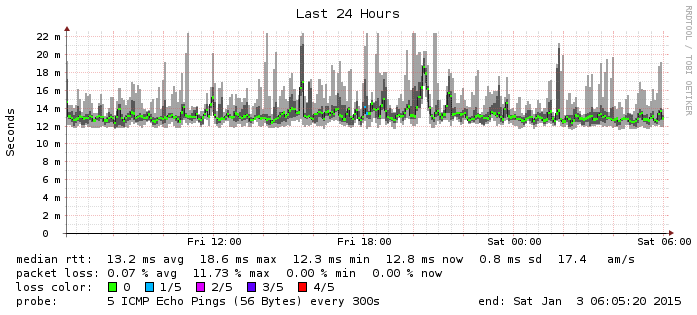 Last 24 Hours
RRDTOOL / TOBI OETIKER
Seconds
22 m
20 m
18 m
16 m
14 m
12 m
10 m
8 m
6 m
4 m
2 m
0
Fri 12:00 Fri 18:00 Sat 00:00 Sat 06:00
median rtt: 13.2 ms avg 18.6 ms max 12.3 ms min 12.8 ms now 0.8 ms sd 17.4 am/s
packet loss: 0.07 % avg 11.73 % max 0.00 % min 0.00 % now
loss color: 0 1/5 2/5 3/5 4/5
probe: 5 ICMP Echo Pings (56 Bytes) every 300s end: Sat Jan 3 06:05:20 2015